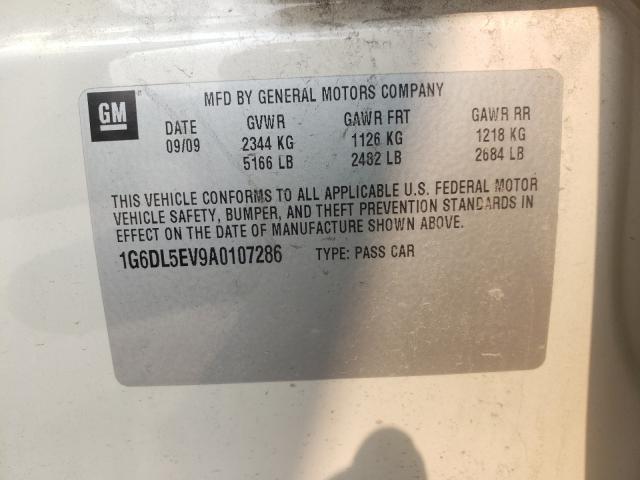 GM
MFD BY GENERAL MOTORS COMPANY
DATE GVWR GAWR FRT GAWR RR
09/09 2344 KG 1126 KG 1218 KG
5166 LB 2482 LB 2684 LB
THIS VEHICLE CONFORMS TO ALL APPLICABLE U.S. FEDERAL MOTOR
VEHICLE SAFETY, BUMPER, AND THEFT PREVENTION STANDARDS IN
EFFECT ON THE DATE OF MANUFACTURE SHOWN ABOVE.
1G6DL5EV9A0107286 TYPE: PASS CAR